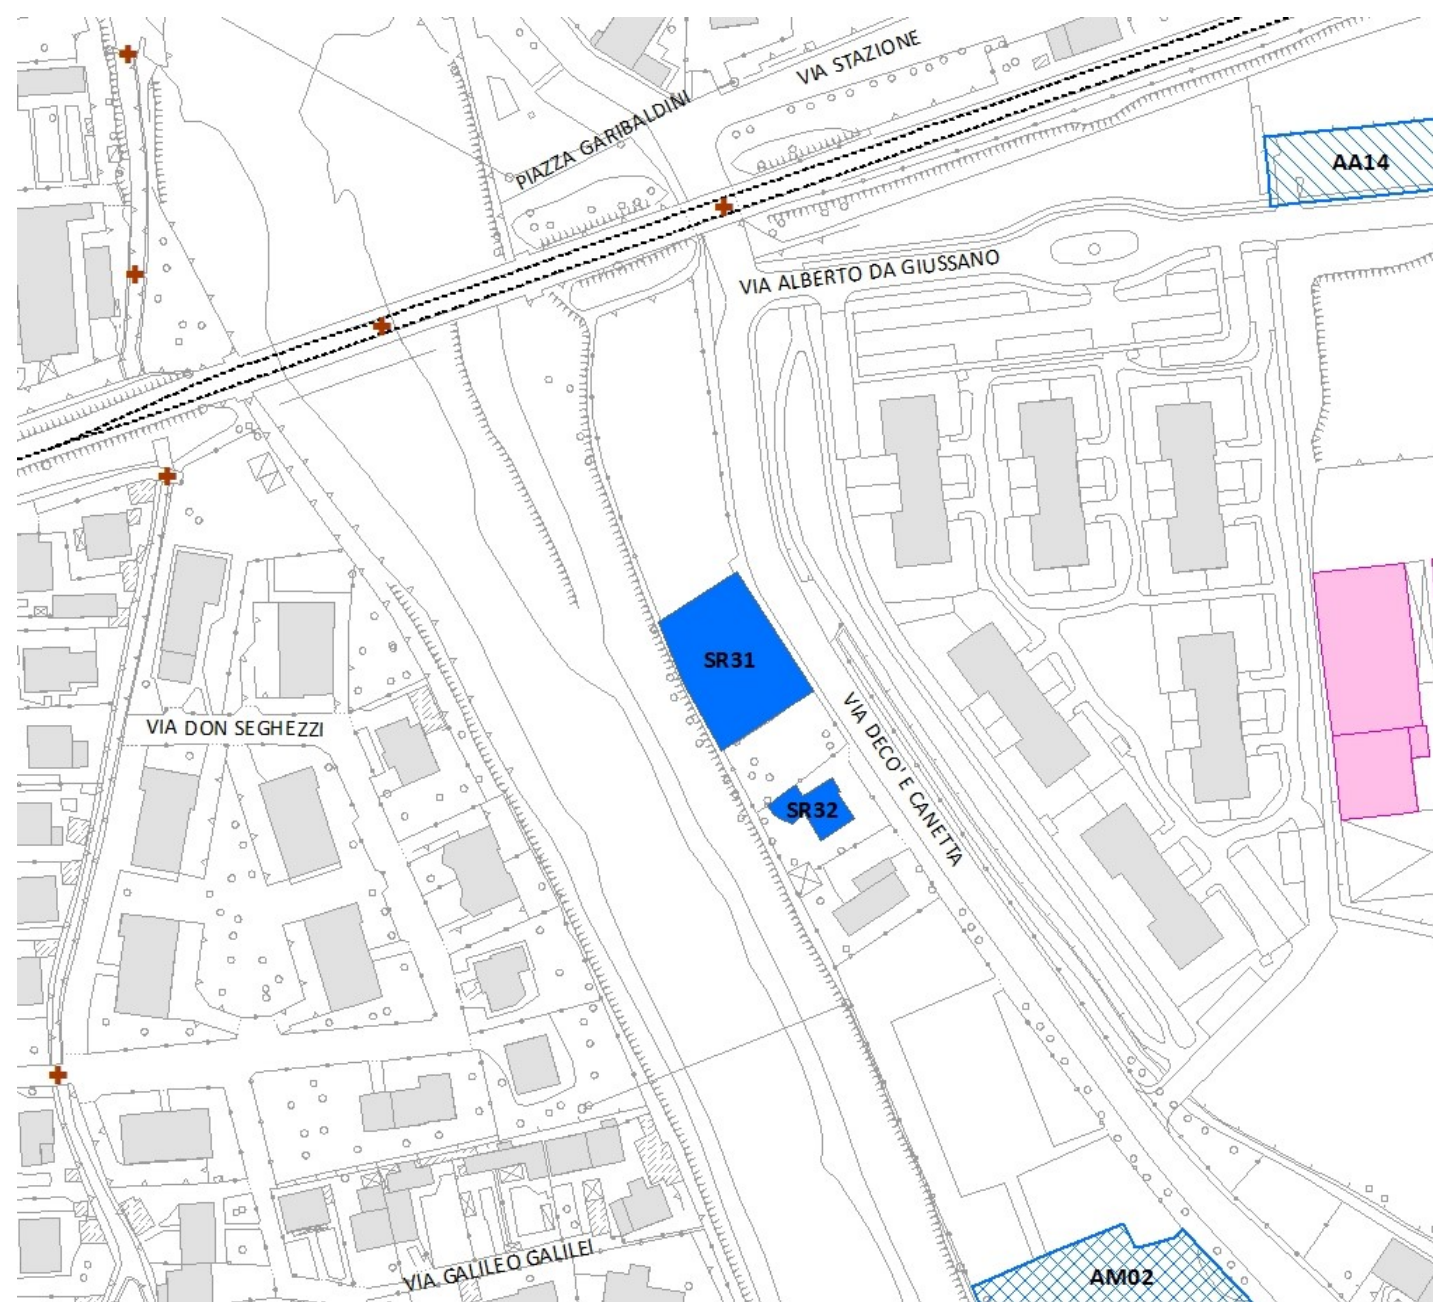 VIA STAZIONE
PIAZZA GARIBALDINI
AA14
VIA ALBERTO DA GIUSSANO
SR31
VIA DON SEGHEZZI
VIA DECO' E CANETTA
SR32
VIA GALILEO GALILEI
AM02